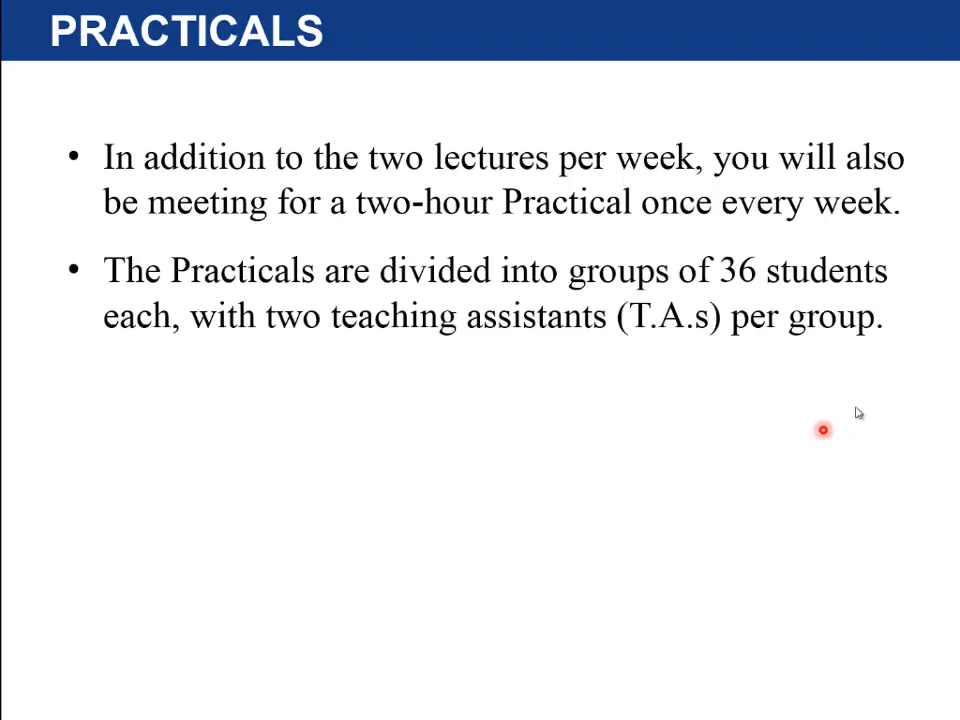 PRACTICALS
• In addition to the two lectures per week, you will also
be meeting for a two-hour Practical once every week.
• The Practicals are divided into groups of 36 students
each, with two teaching assistants (T.A.s) per group.